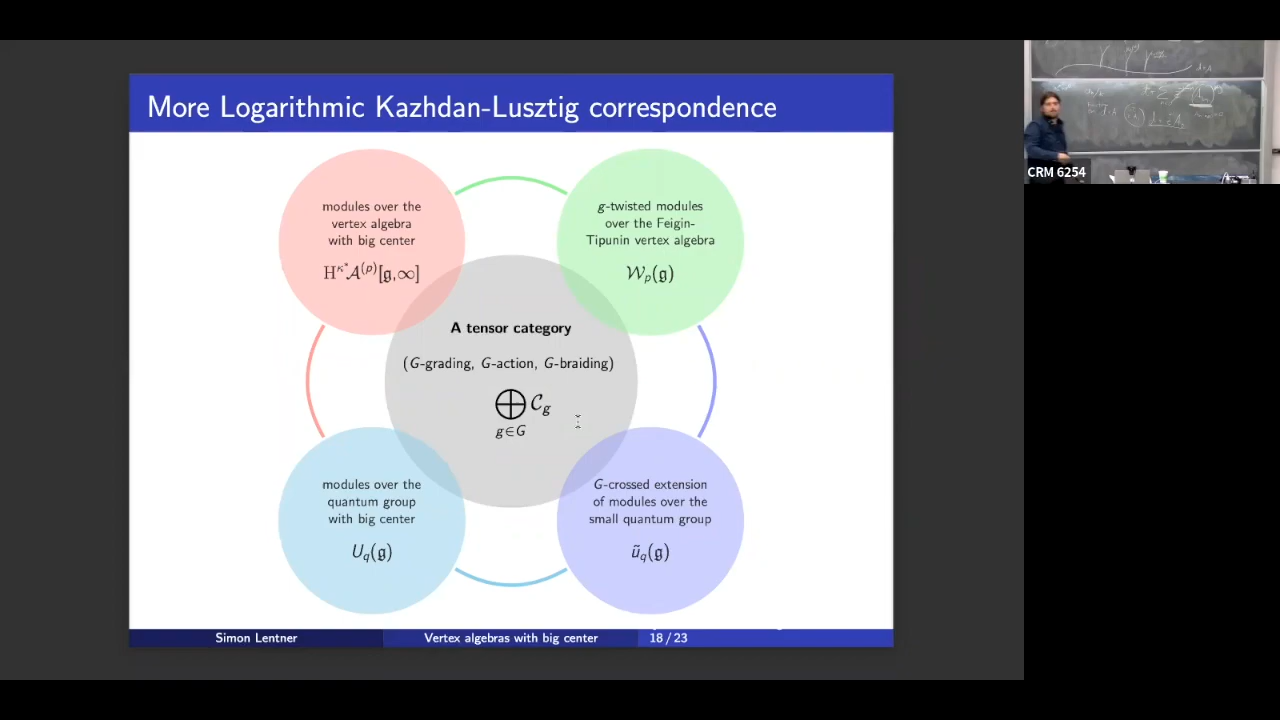 More Logarithmic Kazhdan-Lusztig correspondence
modules over the
vertex algebra
with big center
H^{κ*}𝒜^{(p)}[𝔤,∞]
g-twisted modules
over the Feigin-
Tipunin vertex algebra
𝒲_p(𝔤)
A tensor category
(G-grading, G-action, G-braiding)
⊕ 𝒞_g
g∈G
modules over the
quantum group
with big center
U_q(𝔤)
G-crossed extension
of modules over the
small quantum group
ũ_q(𝔤)
Simon Lentner
Vertex algebras with big center
18 / 23
CRM 6254